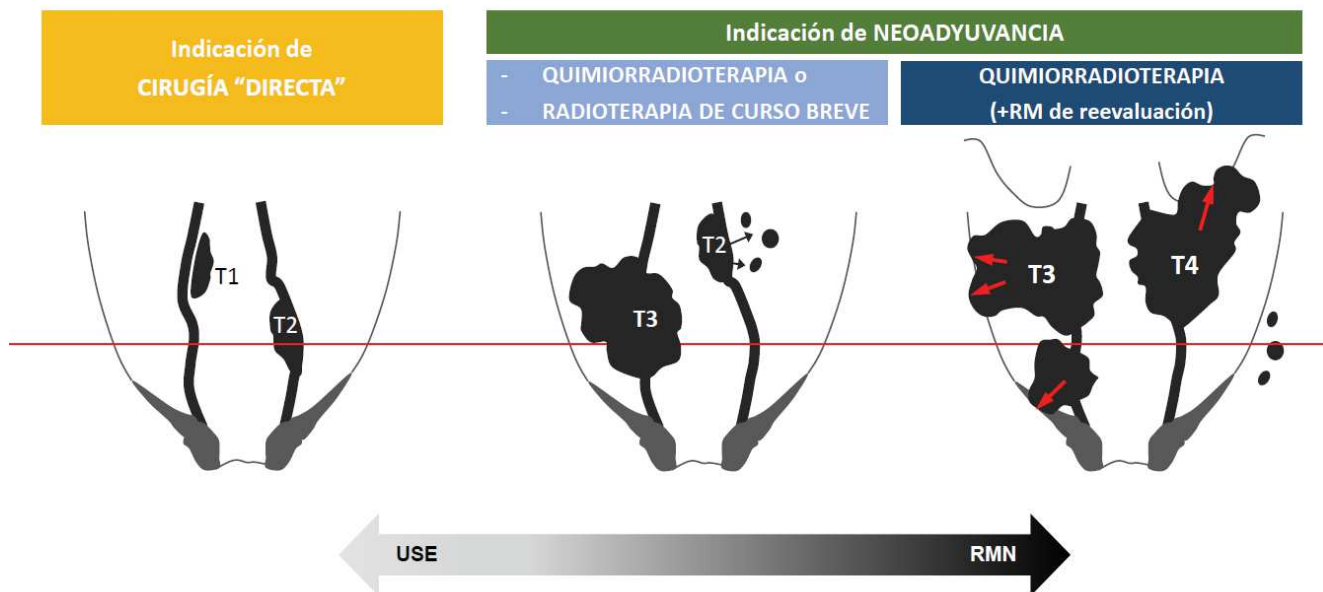 Indicación de
CIRUGÍA “DIRECTA”
Indicación de NEOADYUVANCIA
- QUIMIORRADIOTERAPIA o
- RADIOTERAPIA DE CURSO BREVE
QUIMIORRADIOTERAPIA
(+RM de reevaluación)
T1
T2
T3
T2
T3
T4
USE
RMN